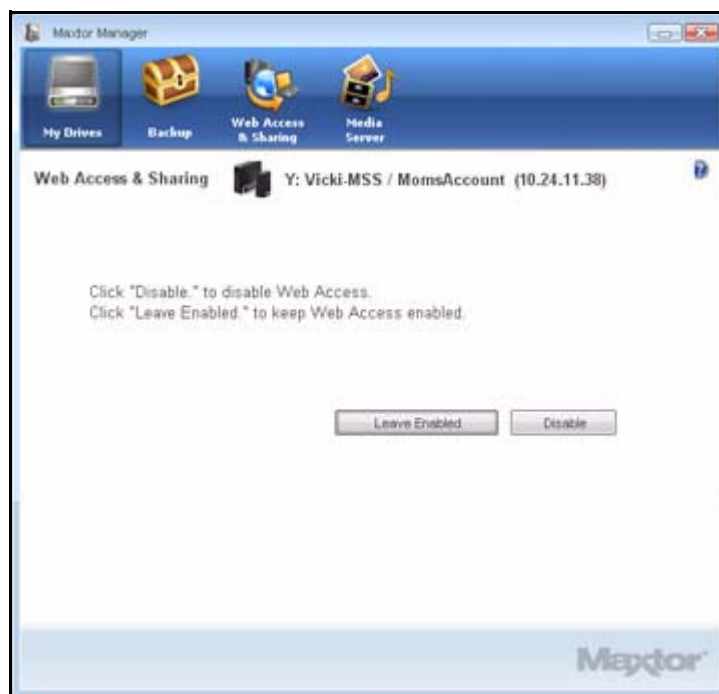 Maxtor Manager
My Drives
Backup
Web Access
& Sharing
Media
Server
Web Access & Sharing
Y: Vicki-MSS / MomsAccount (10.24.11.38)
?
Click "Disable." to disable Web Access.
Click "Leave Enabled." to keep Web Access enabled.
Leave Enabled
Disable
Maxtor